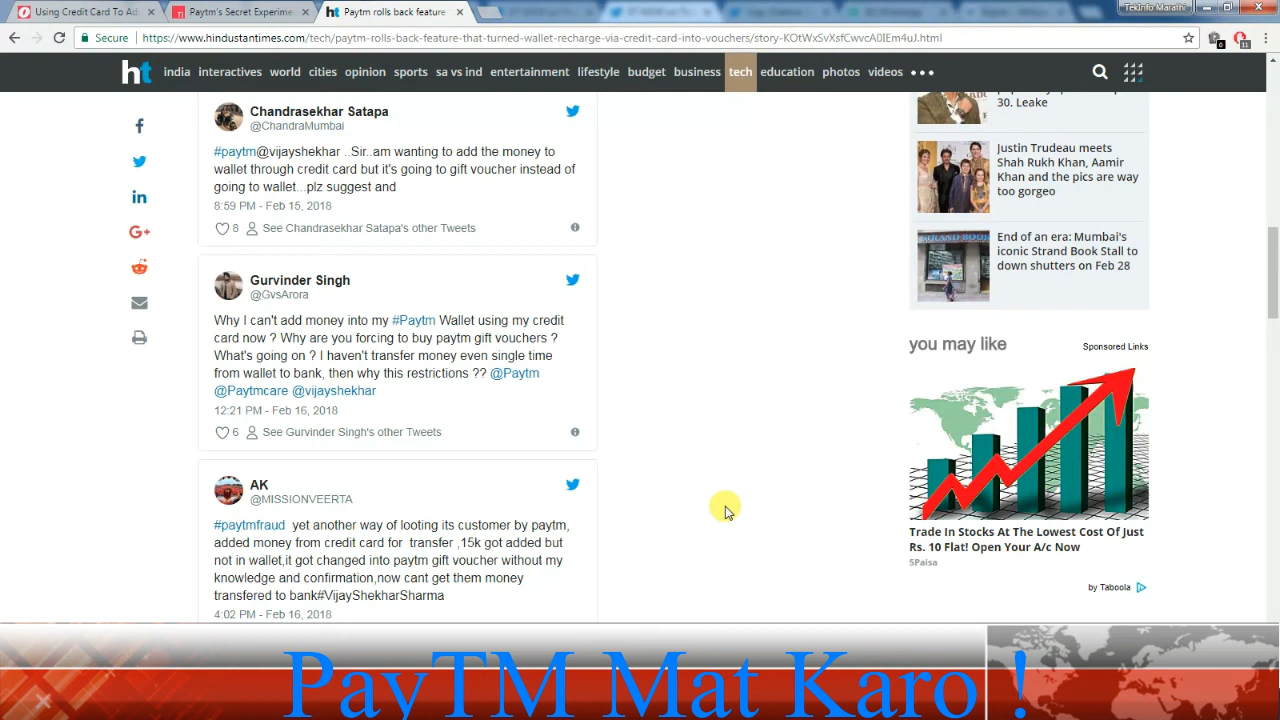 Using Credit Card To Ad
Paytm's Secret Experime
Paytm rolls back feature
TekInfo Marathi
Secure
https://www.hindustantimes.com/tech/paytm-rolls-back-feature-that-turned-wallet-recharge-via-credit-card-into-vouchers/story-KOtWxSvXsfCwvcA0IEm4uJ.html
0
11
ht india interactives world cities opinion sports sa vs ind entertainment lifestyle budget business tech education photos videos
Chandrasekhar Satapa
@ChandraMumbai
#paytm@vijayshekhar ..Sir..am wanting to add the money to
wallet through credit card but it's going to gift voucher instead of
going to wallet...plz suggest and
8:59 PM - Feb 15, 2018
8 See Chandrasekhar Satapa's other Tweets
Gurvinder Singh
@GvsArora
Why I can't add money into my #Paytm Wallet using my credit
card now ? Why are you forcing to buy paytm gift vouchers ?
What's going on ? I haven't transfer money even single time
from wallet to bank, then why this restrictions ?? @Paytm
@Paytmcare @vijayshekhar
12:21 PM - Feb 16, 2018
6 See Gurvinder Singh's other Tweets
AK
@MISSIONVEERTA
#paytmfraud yet another way of looting its customer by paytm,
added money from credit card for transfer ,15k got added but
not in wallet,it got changed into paytm gift voucher without my
knowledge and confirmation,now cant get them money
transfered to bank#VijayShekharSharma
4:02 PM - Feb 16, 2018
G+
30. Leake
Justin Trudeau meets
Shah Rukh Khan, Aamir
Khan and the pics are way
too gorgeo
STRAND BOOK
End of an era: Mumbai's
iconic Strand Book Stall to
down shutters on Feb 28
you may like
Sponsored Links
Trade In Stocks At The Lowest Cost Of Just
Rs. 10 Flat! Open Your A/c Now
5Paisa
by Taboola
PayTM Mat Karo !